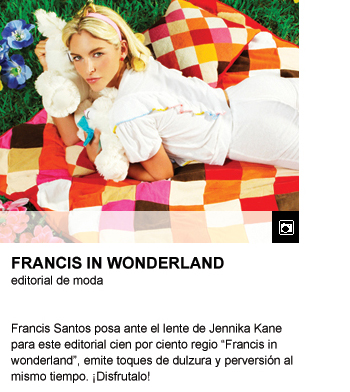 FRANCIS IN WONDERLAND
editorial de moda
Francis Santos posa ante el lente de Jennika Kane
para este editorial cien por ciento regio “Francis in
wonderland”, emite toques de dulzura y perversión al
mismo tiempo. ¡Disfrutalo!